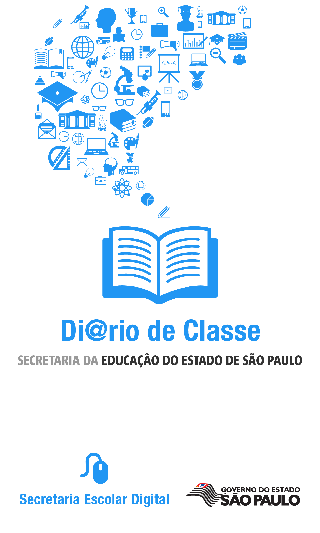 Di@rio de Classe
SECRETARIA DA EDUCAÇÃO DO ESTADO DE SÃO PAULO
Secretaria Escolar Digital
GOVERNO DO ESTADO
SÃO PAULO